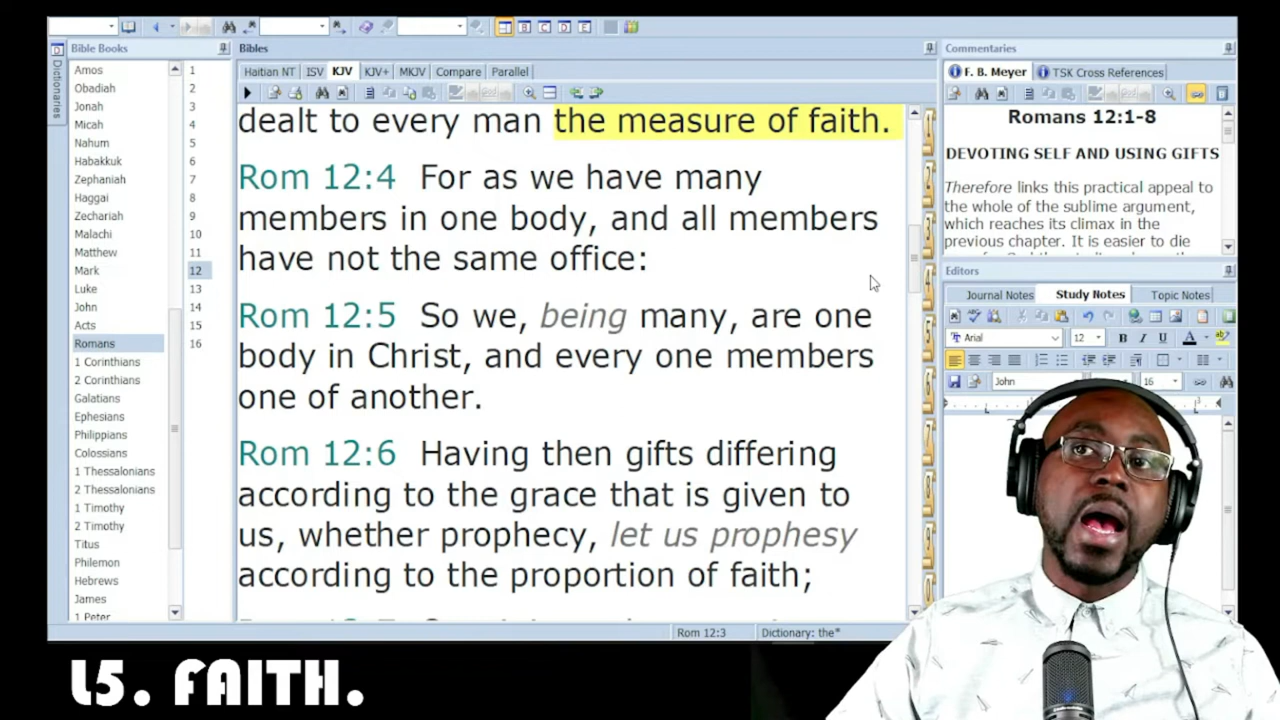 Bible Books
Bibles
Commentaries
Dictionaries
Amos
Obadiah
Jonah
Micah
Nahum
Habakkuk
Zephaniah
Haggai
Zechariah
Malachi
Matthew
Mark
Luke
John
Acts
Romans
1 Corinthians
2 Corinthians
Galatians
Ephesians
Philippians
Colossians
1 Thessalonians
2 Thessalonians
1 Timothy
2 Timothy
Titus
Philemon
Hebrews
James
1 Peter
1
2
3
4
5
6
7
8
9
10
11
12
13
14
15
16
Haitian NT ISV KJV KJV+ MKJV Compare Parallel
dealt to every man the measure of faith.
Rom 12:4 For as we have many
members in one body, and all members
have not the same office:
Rom 12:5 So we, being many, are one
body in Christ, and every one members
one of another.
Rom 12:6 Having then gifts differing
according to the grace that is given to
us, whether prophecy, let us prophesy
according to the proportion of faith;
Rom 12:3 Dictionary: the*
F. B. Meyer TSK Cross References
Romans 12:1-8
DEVOTING SELF AND USING GIFTS
Therefore links this practical appeal to
the whole of the sublime argument,
which reaches its climax in the
previous chapter. It is easier to die
Editors
Journal Notes Study Notes Topic Notes
Arial 12 B I U A
John 16
L5. FAITH.